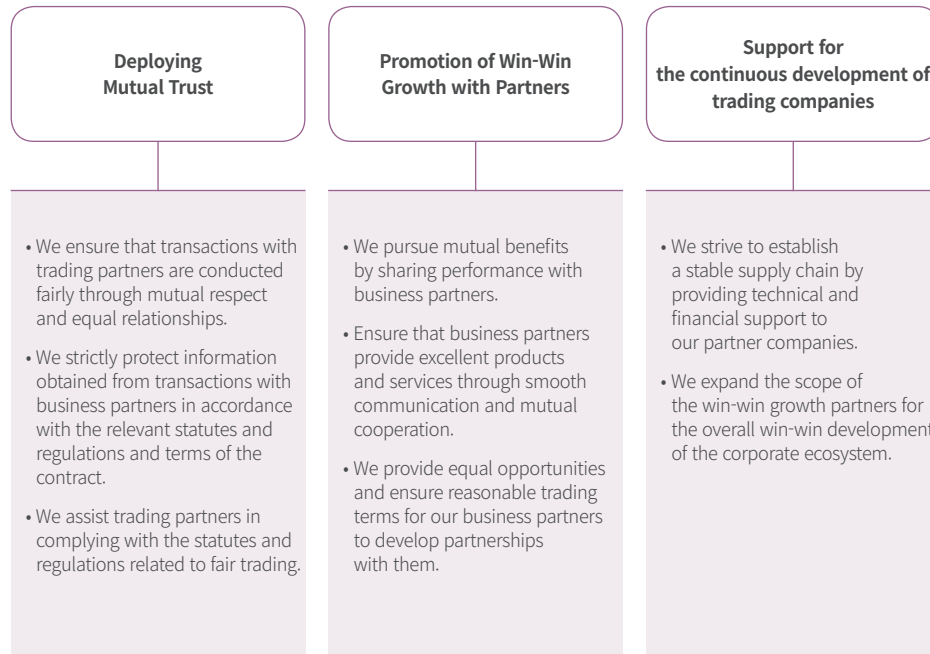 Deploying
Mutual Trust
• We ensure that transactions with
trading partners are conducted
fairly through mutual respect
and equal relationships.
• We strictly protect information
obtained from transactions with
business partners in accordance
with the relevant statutes and
regulations and terms of the
contract.
• We assist trading partners in
complying with the statutes and
regulations related to fair trading.
Promotion of Win-Win
Growth with Partners
• We pursue mutual benefits
by sharing performance with
business partners.
• Ensure that business partners
provide excellent products
and services through smooth
communication and mutual
cooperation.
• We provide equal opportunities
and ensure reasonable trading
terms for our business partners
to develop partnerships
with them.
Support for
the continuous development of
trading companies
• We strive to establish
a stable supply chain by
providing technical and
financial support to
our partner companies.
• We expand the scope of
the win-win growth partners for
the overall win-win development
of the corporate ecosystem.